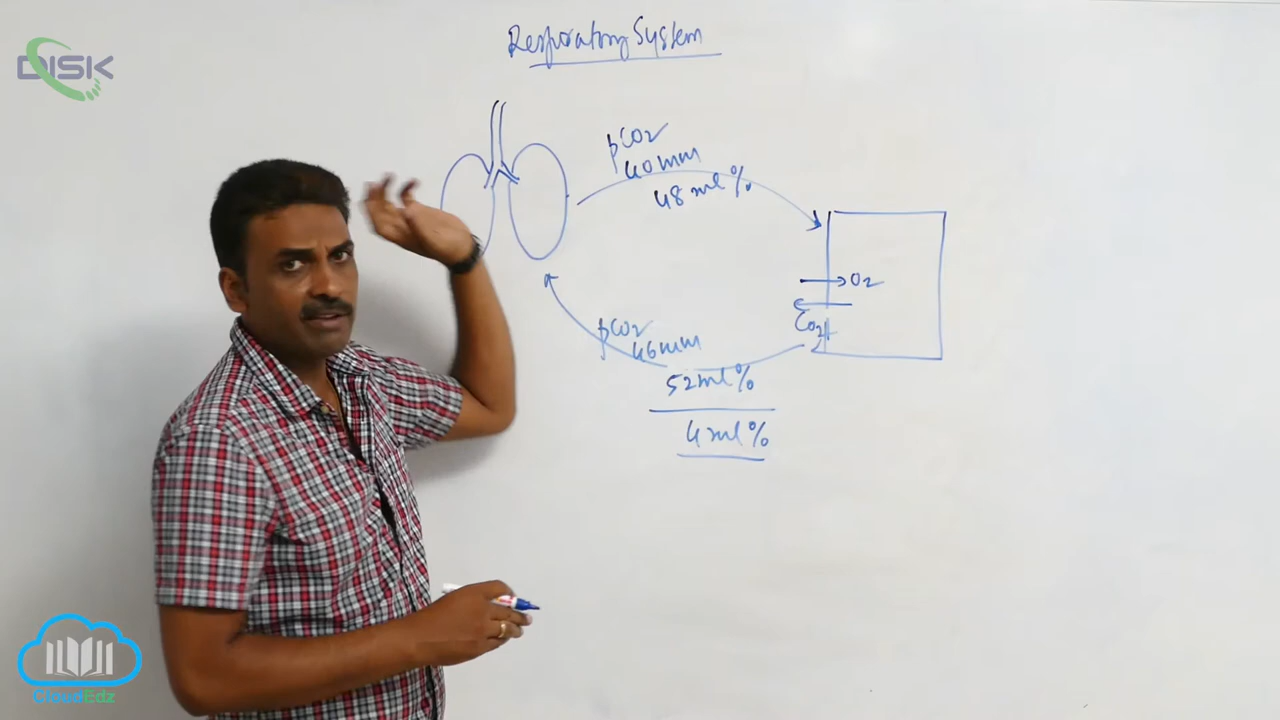 DISK
Respiratory System
pCO2
40mm
48 ml %
O2
CO2
pCO2
46mm
52ml%
4ml%
CloudEdz